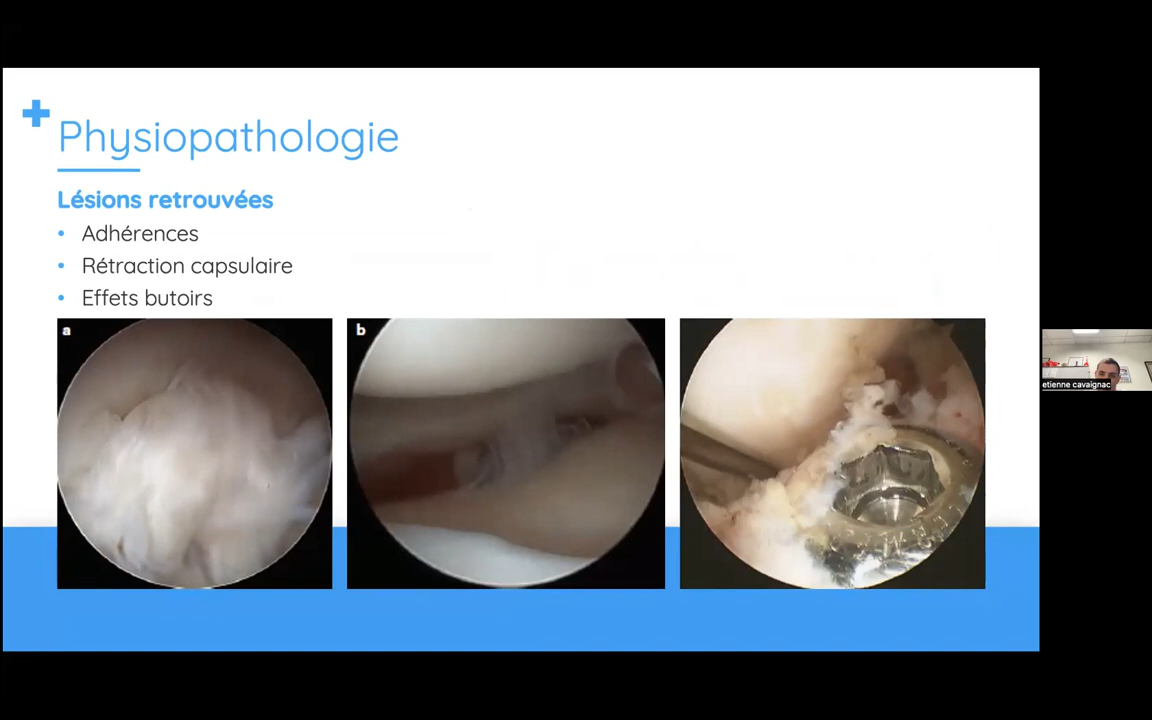 Physiopathologie
Lésions retrouvées
• Adhérences
• Rétraction capsulaire
• Effets butoirs
a
b
etienne cavaignac